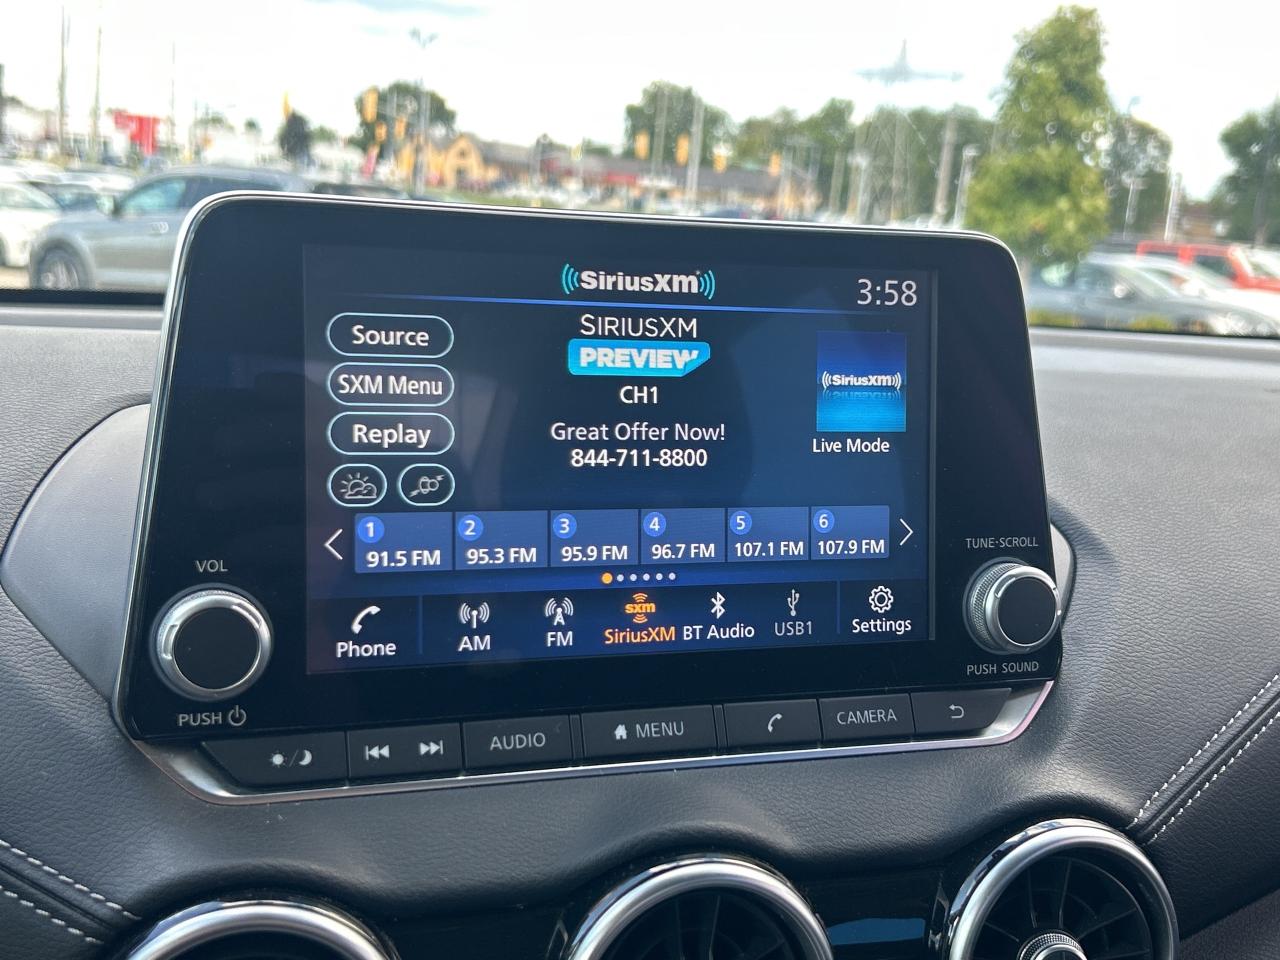 SiriusXM
3:58
Source
SXM Menu
Replay
SIRIUSXM
PREVIEW
CH1
Great Offer Now!
844-711-8800
SiriusXM
Live Mode
1
91.5 FM
2
95.3 FM
3
95.9 FM
4
96.7 FM
5
107.1 FM
6
107.9 FM
Phone
AM
FM
sxm
SiriusXM
BT Audio
USB1
Settings
VOL
PUSH
TUNE·SCROLL
PUSH SOUND
AUDIO
MENU
CAMERA